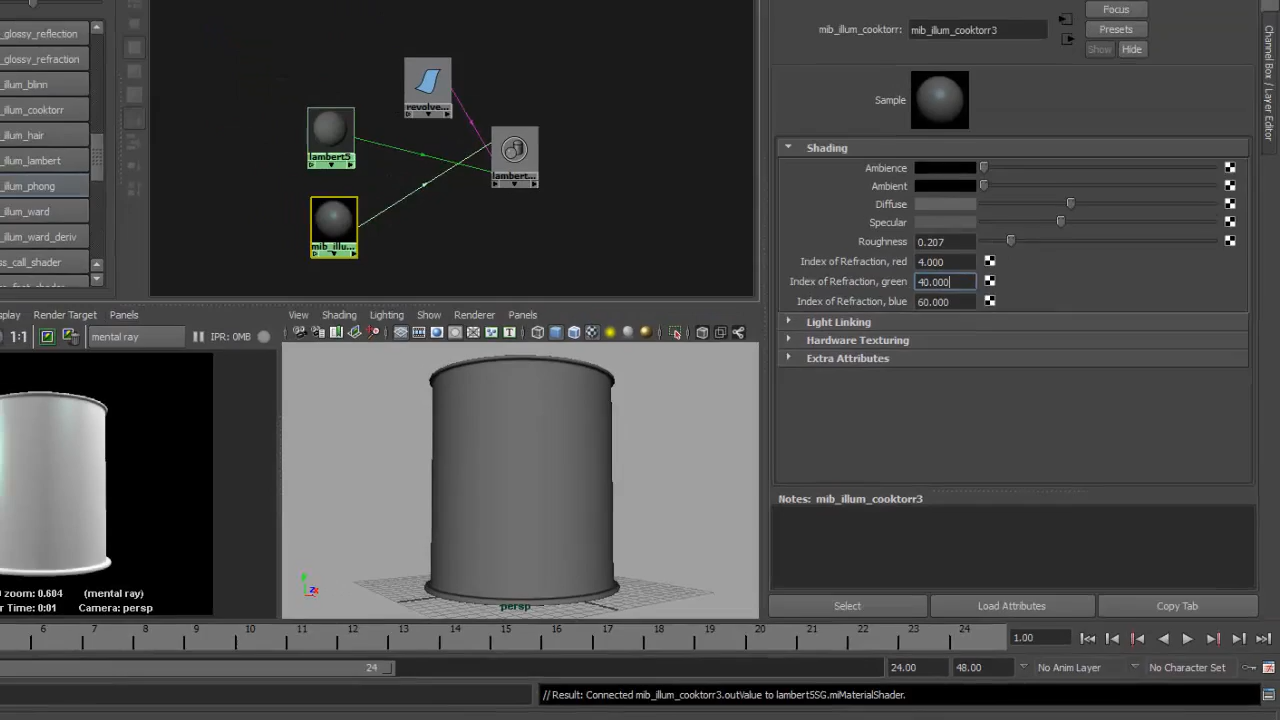 _glossy_reflection
_glossy_refraction
_illum_blinn
_illum_cooktorr
_illum_hair
_illum_lambert
_illum_phong
_illum_ward
_illum_ward_deriv
ss_call_shader
revolve...
lambert5
lambert...
mib_illu...
mib_illum_cooktorr: mib_illum_cooktorr3
Focus
Presets
Show Hide
Sample
Shading
Ambience
Ambient
Diffuse
Specular
Roughness 0.207
Index of Refraction, red 4.000
Index of Refraction, green 40.000
Index of Refraction, blue 60.000
Light Linking
Hardware Texturing
Extra Attributes
Notes: mib_illum_cooktorr3
Select Load Attributes Copy Tab
Channel Box / Layer Editor
isplay Render Target Panels
1:1 mental ray IPR: 0MB
zoom: 0.604 (mental ray)
r Time: 0:01 Camera: persp
View Shading Lighting Show Renderer Panels
persp
6 7 8 9 10 11 12 13 14 15 16 17 18 19 20 21 22 23 24 1.00
24 24.00 48.00 No Anim Layer No Character Set
// Result: Connected mib_illum_cooktorr3.outValue to lambert5SG.miMaterialShader.